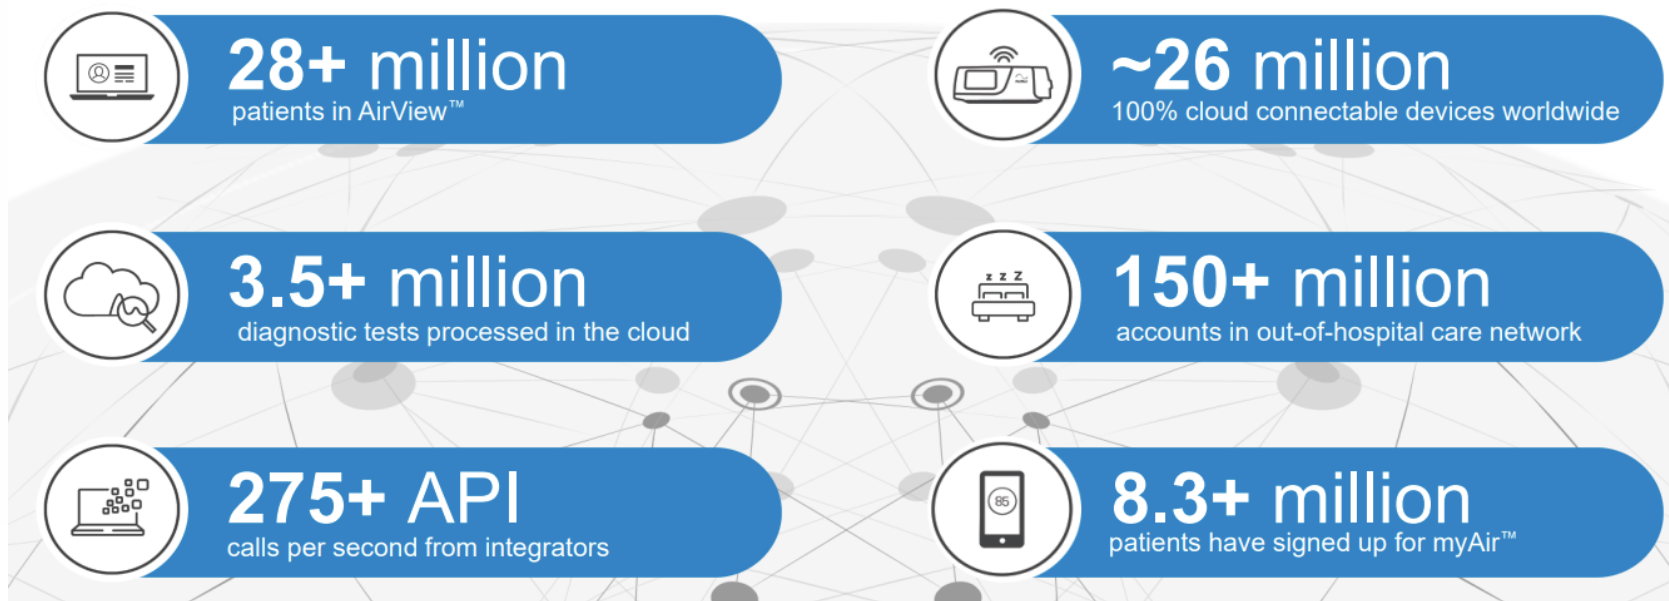 28+ million
patients in AirView™
~26 million
100% cloud connectable devices worldwide
3.5+ million
diagnostic tests processed in the cloud
z z Z
150+ million
accounts in out-of-hospital care network
275+ API
calls per second from integrators
85
8.3+ million
patients have signed up for myAir™